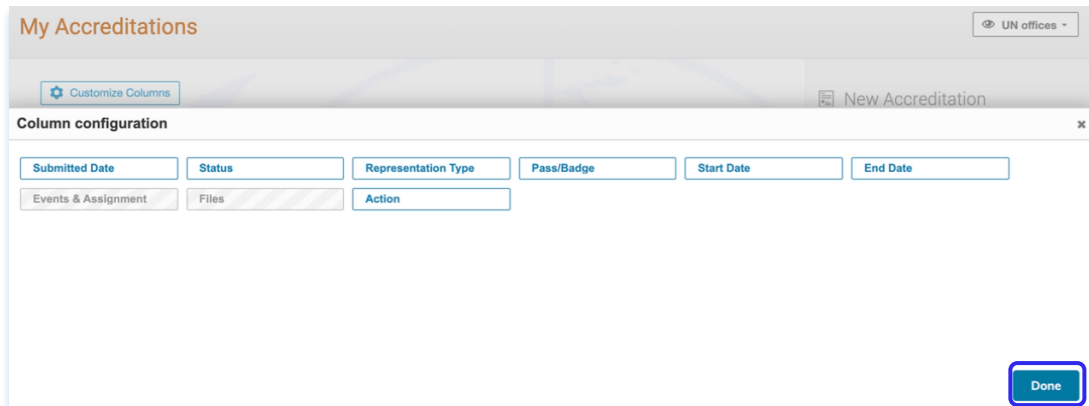 My Accreditations
UN offices
Customize Columns
New Accreditation
Column configuration
×
Submitted Date Status Representation Type Pass/Badge Start Date End Date
Events & Assignment Files Action
Done